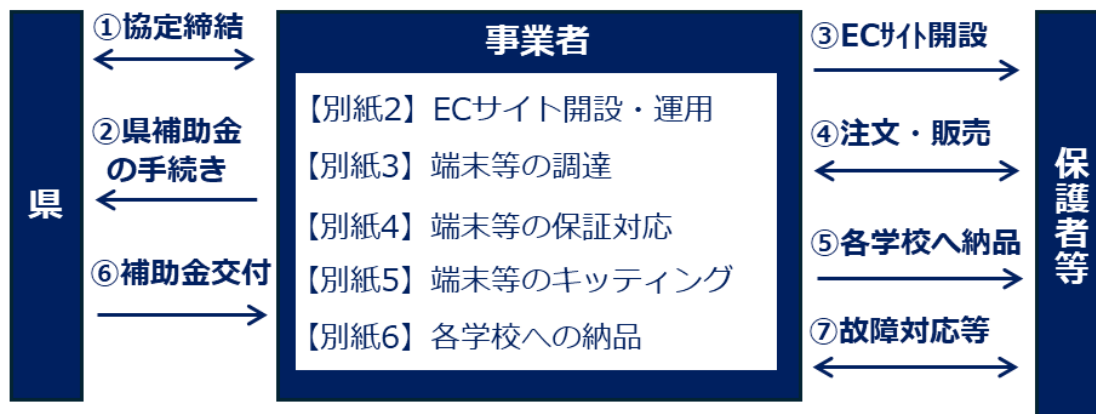 県
①協定締結
②県補助金
の手続き
⑥補助金交付
事業者
【別紙2】ECサイト開設・運用
【別紙3】端末等の調達
【別紙4】端末等の保証対応
【別紙5】端末等のキッティング
【別紙6】各学校への納品
③ECｻｲﾄ開設
④注文・販売
⑤各学校へ納品
⑦故障対応等
保護者等